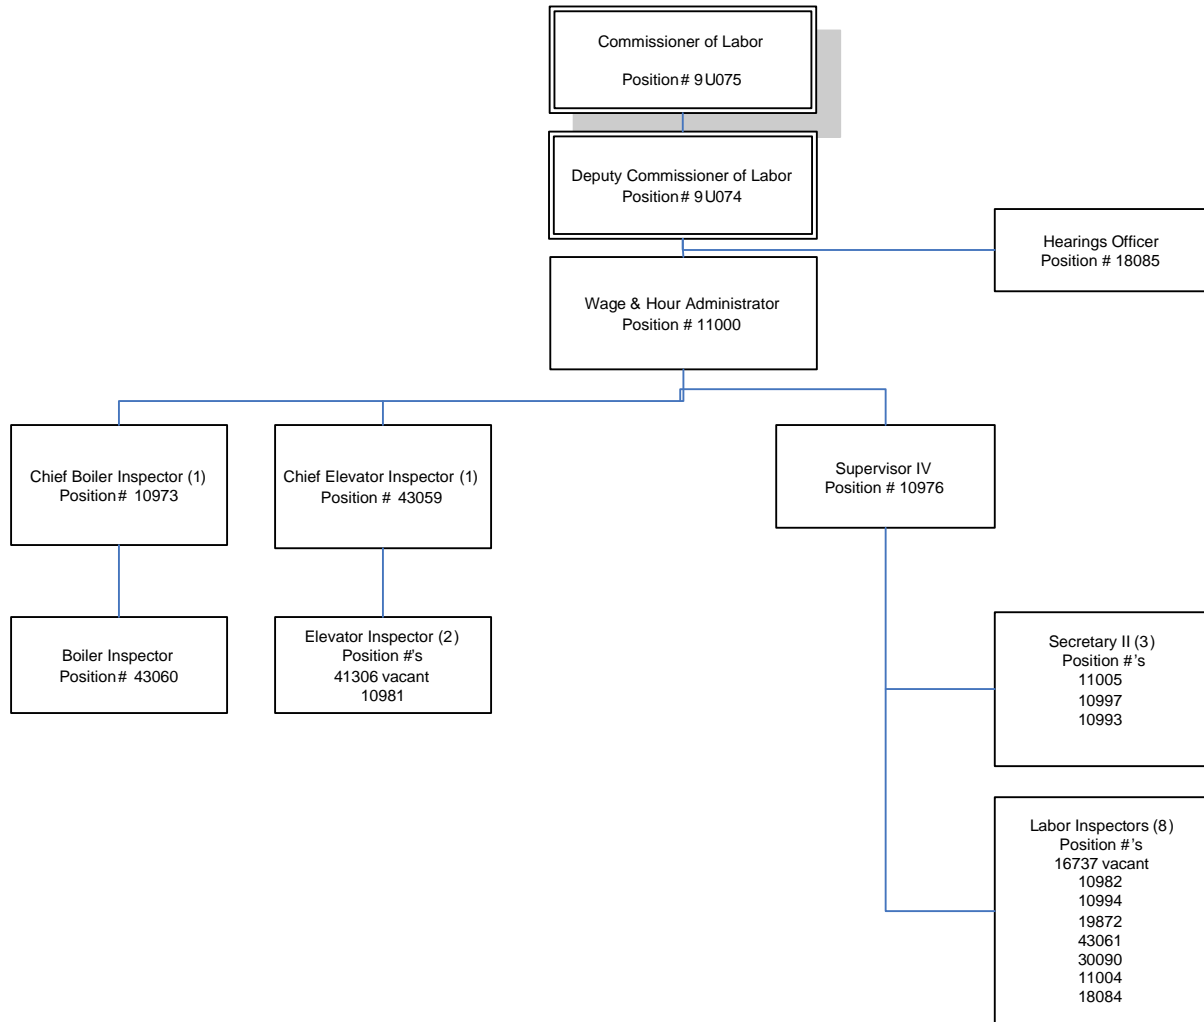 Commissioner of Labor
Position# 9U075
Deputy Commissioner of Labor
Position# 9U074
Hearings Officer
Position # 18085
Wage & Hour Administrator
Position # 11000
Chief Boiler Inspector (1)
Position# 10973
Chief Elevator Inspector (1)
Position # 43059
Supervisor IV
Position # 10976
Boiler Inspector
Position# 43060
Elevator Inspector (2)
Position #'s
41306 vacant
10981
Secretary II (3)
Position #'s
11005
10997
10993
Labor Inspectors (8)
Position #'s
16737 vacant
10982
10994
19872
43061
30090
11004
18084